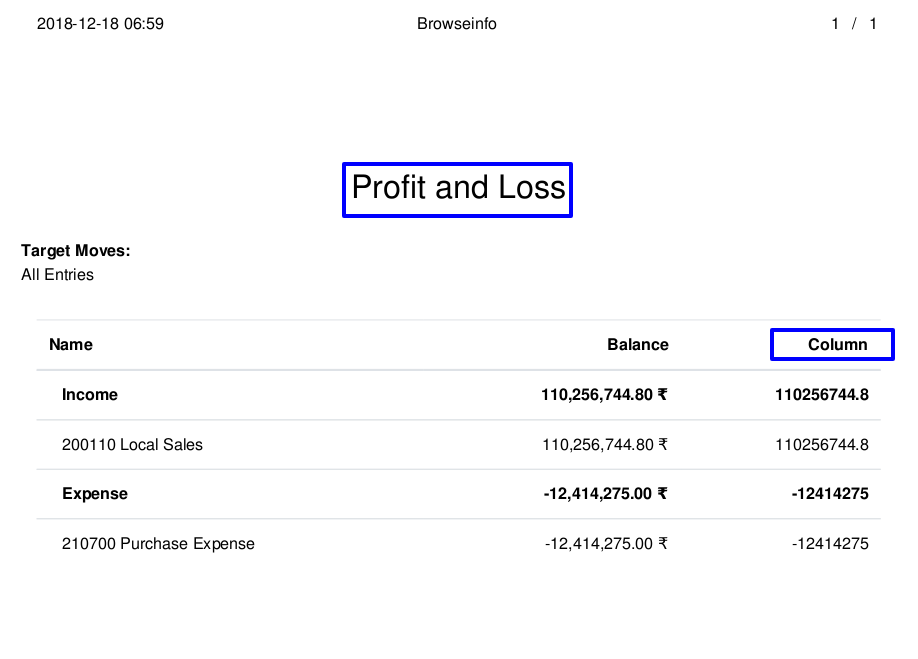 2018-12-18 06:59 Browseinfo 1 / 1
Profit and Loss
Target Moves:
All Entries
Name Balance Column
Income 110,256,744.80 ₹ 110256744.8
200110 Local Sales 110,256,744.80 ₹ 110256744.8
Expense -12,414,275.00 ₹ -12414275
210700 Purchase Expense -12,414,275.00 ₹ -12414275